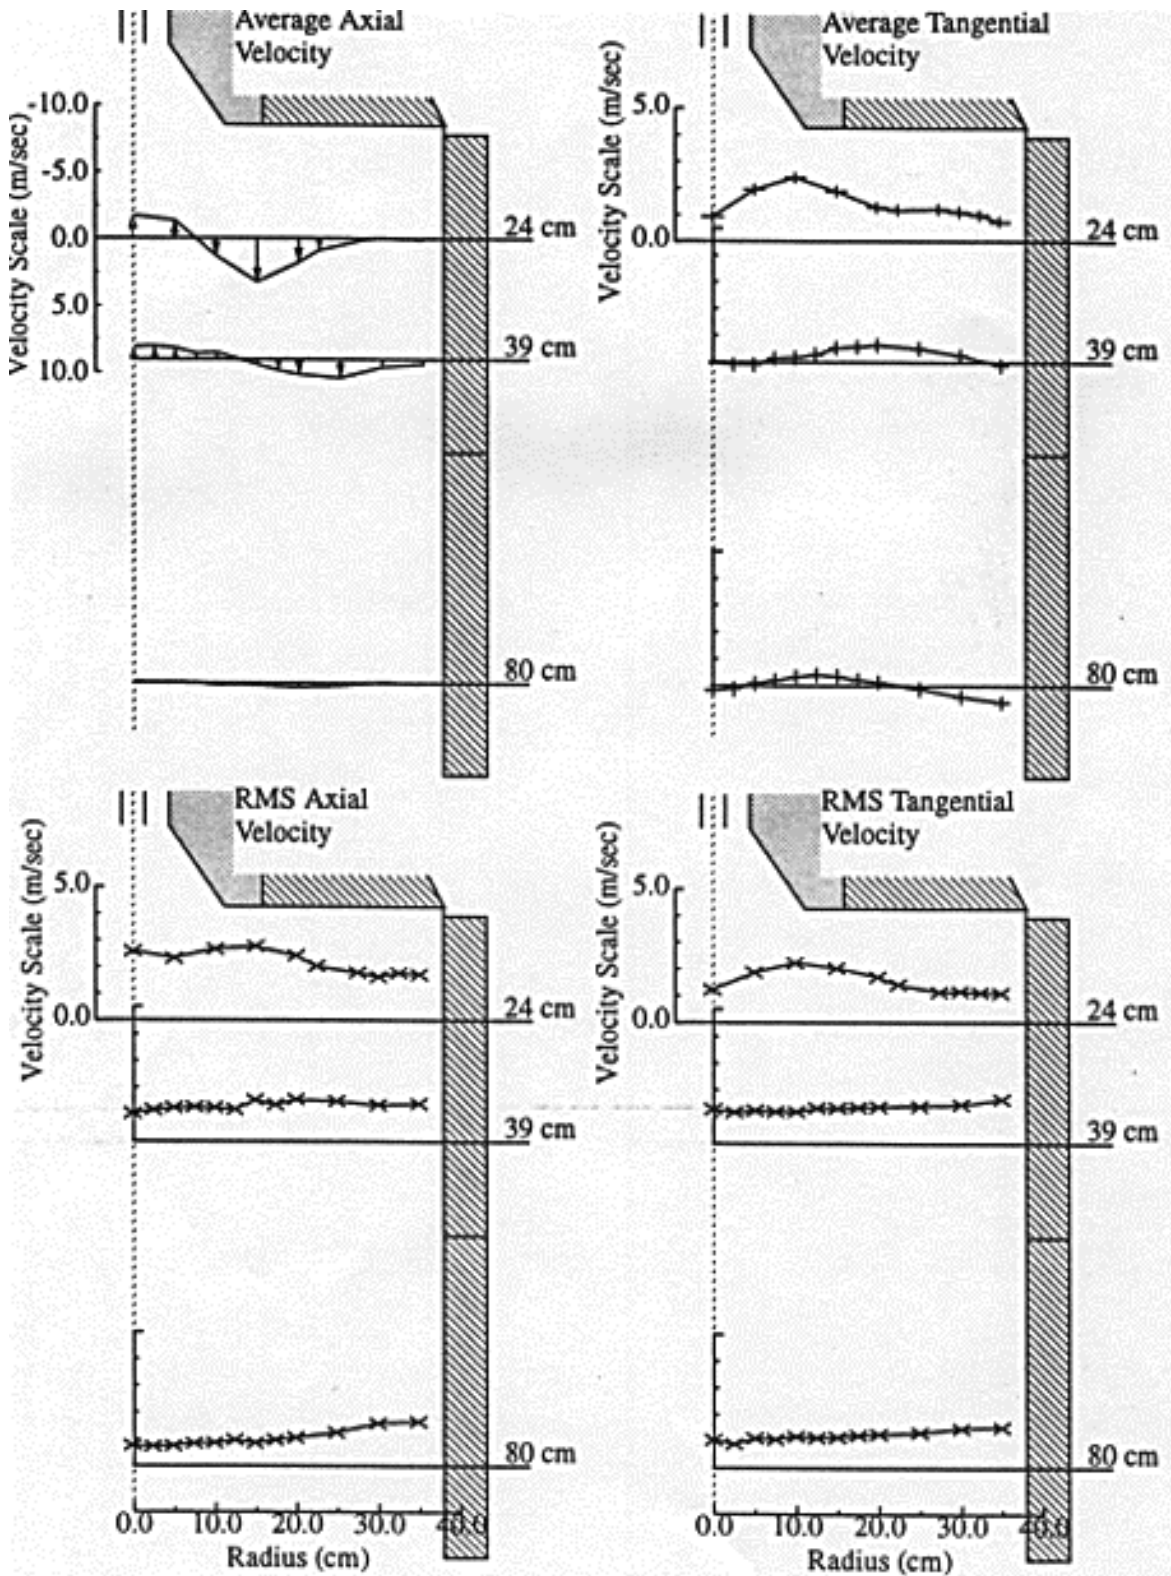 Average Axial
Velocity
Velocity Scale (m/sec)
-10.0
-5.0
0.0
5.0
10.0
24 cm
39 cm
80 cm
Average Tangential
Velocity
Velocity Scale (m/sec)
5.0
0.0
24 cm
39 cm
80 cm
RMS Axial
Velocity
Velocity Scale (m/sec)
5.0
0.0
24 cm
39 cm
80 cm
0.0 10.0 20.0 30.0 40.0
Radius (cm)
RMS Tangential
Velocity
Velocity Scale (m/sec)
5.0
0.0
24 cm
39 cm
80 cm
0.0 10.0 20.0 30.0 40.0
Radius (cm)